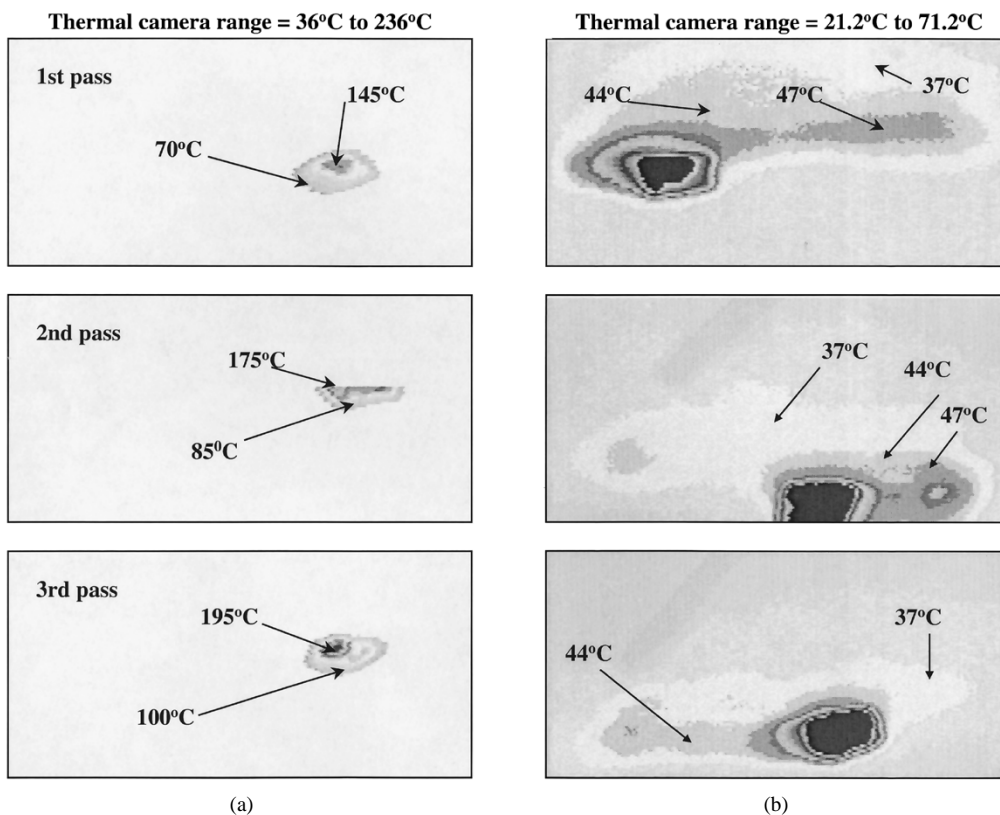 Thermal camera range = 36°C to 236°C
Thermal camera range = 21.2°C to 71.2°C
1st pass
145°C
70°C
37°C
44°C
47°C
2nd pass
175°C
85⁰C
37°C
44°C
47°C
3rd pass
195°C
100°C
37°C
44°C
(a)
(b)